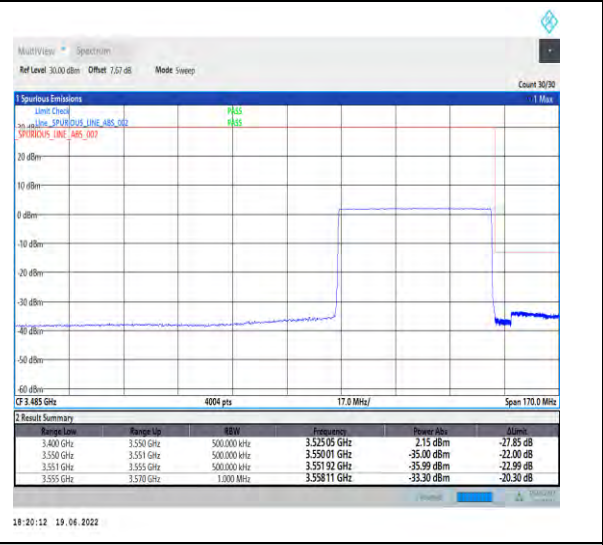 MultiView Spectrum
Ref Level 30.00 dBm Offset 7.67 dB Mode Sweep
Count 30/30
1 Spurious Emissions 1 Max
Limit Check PASS
Line _SPURIOUS_LINE_ABS_002 PASS
_SPURIOUS_LINE_ABS_002
20 dBm
10 dBm
0 dBm
-10 dBm
-20 dBm
-30 dBm
-40 dBm
-50 dBm
-60 dBm
CF 3.485 GHz 4004 pts 17.0 MHz/ Span 170.0 MHz
2 Result Summary
Range Low Range Up RBW Frequency Power Abs ΔLimit
3.400 GHz 3.550 GHz 500.000 kHz 3.52505 GHz 2.15 dBm -27.85 dB
3.550 GHz 3.551 GHz 500.000 kHz 3.55001 GHz -35.00 dBm -22.00 dB
3.551 GHz 3.555 GHz 500.000 kHz 3.55192 GHz -35.99 dBm -22.99 dB
3.555 GHz 3.570 GHz 1.000 MHz 3.55811 GHz -33.30 dBm -20.30 dB
18:20:12 19.06.2022